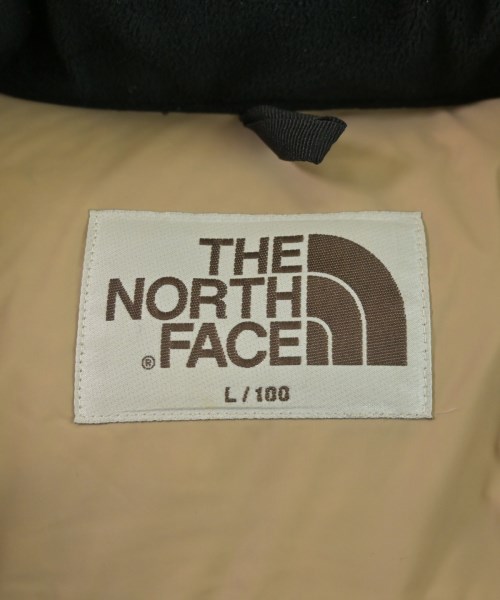 THE
NORTH
® FACE
L / 100